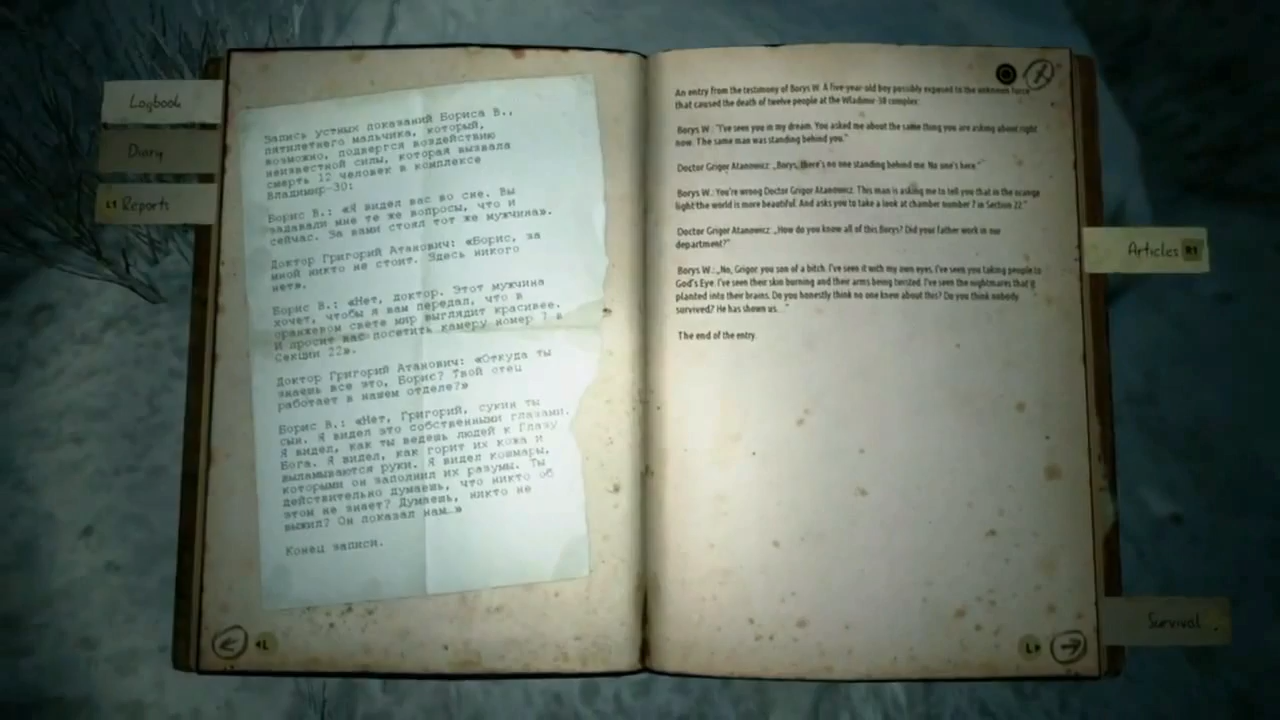 Logbook
Diary
L1 Reports
Запись устных показаний Бориса В.,
пятилетнего мальчика, который,
возможно, подвергся воздействию
неизвестной силы, которая вызвала
смерть 12 человек в комплексе
Владимир-30:
Борис В.: «Я видел вас во сне. Вы
задавали мне те же вопросы, что и
сейчас. За вами стоял тот же мужчина».
Доктор Григорий Атанович: «Борис, за
мной никто не стоит. Здесь никого
нет».
Борис В.: «Нет, доктор. Этот мужчина
хочет, чтобы я вам передал, что в
оранжевом свете мир выглядит красивее.
И просит вас посетить камеру номер 7 в
Секции 22».
Доктор Григорий Атанович: «Откуда ты
знаешь все это, Борис? Твой отец
работает в нашем отделе?»
Борис В.: «Нет, Григорий, сукин ты
сын. Я видел это собственными глазами.
Я видел, как ты ведешь людей к Глазу
Бога. Я видел, как горит их кожа и
выламываются руки. Я видел кошмары,
которыми он заполнил их разумы. Ты
действительно думаешь, что никто об
этом не знает? Думаешь, никто не
выжил? Он показал нам…»
Конец записи.
An entry from the testimony of Borys W. A five-year-old boy possibly exposed to the unknown force
that caused the death of twelve people at the Wladimir-30 complex:
Borys W.: "I've seen you in my dream. You asked me about the same thing you are asking about right
now. The same man was standing behind you."
Doctor Grigor Atanowicz: „Borys, there's no one standing behind me. No one's here."
Borys W.: You're wrong Doctor Grigor Atanowicz. This man is asking me to tell you that in the orange
light the world is more beautiful. And asks you to take a look at chamber number 7 in Section 22."
Doctor Grigor Atanowicz: „How do you know all of this Borys? Did your father work in our
department?"
Borys W.: „No, Grigor, you son of a bitch. I've seen it with my own eyes. I've seen you taking people to
God's Eye. I've seen their skin burning and their arms being twisted. I've seen the nightmares that it
planted into their brains. Do you honestly think no one knew about this? Do you think nobody
survived? He has shown us..."
The end of the entry.
Articles R1
Survival
L
L